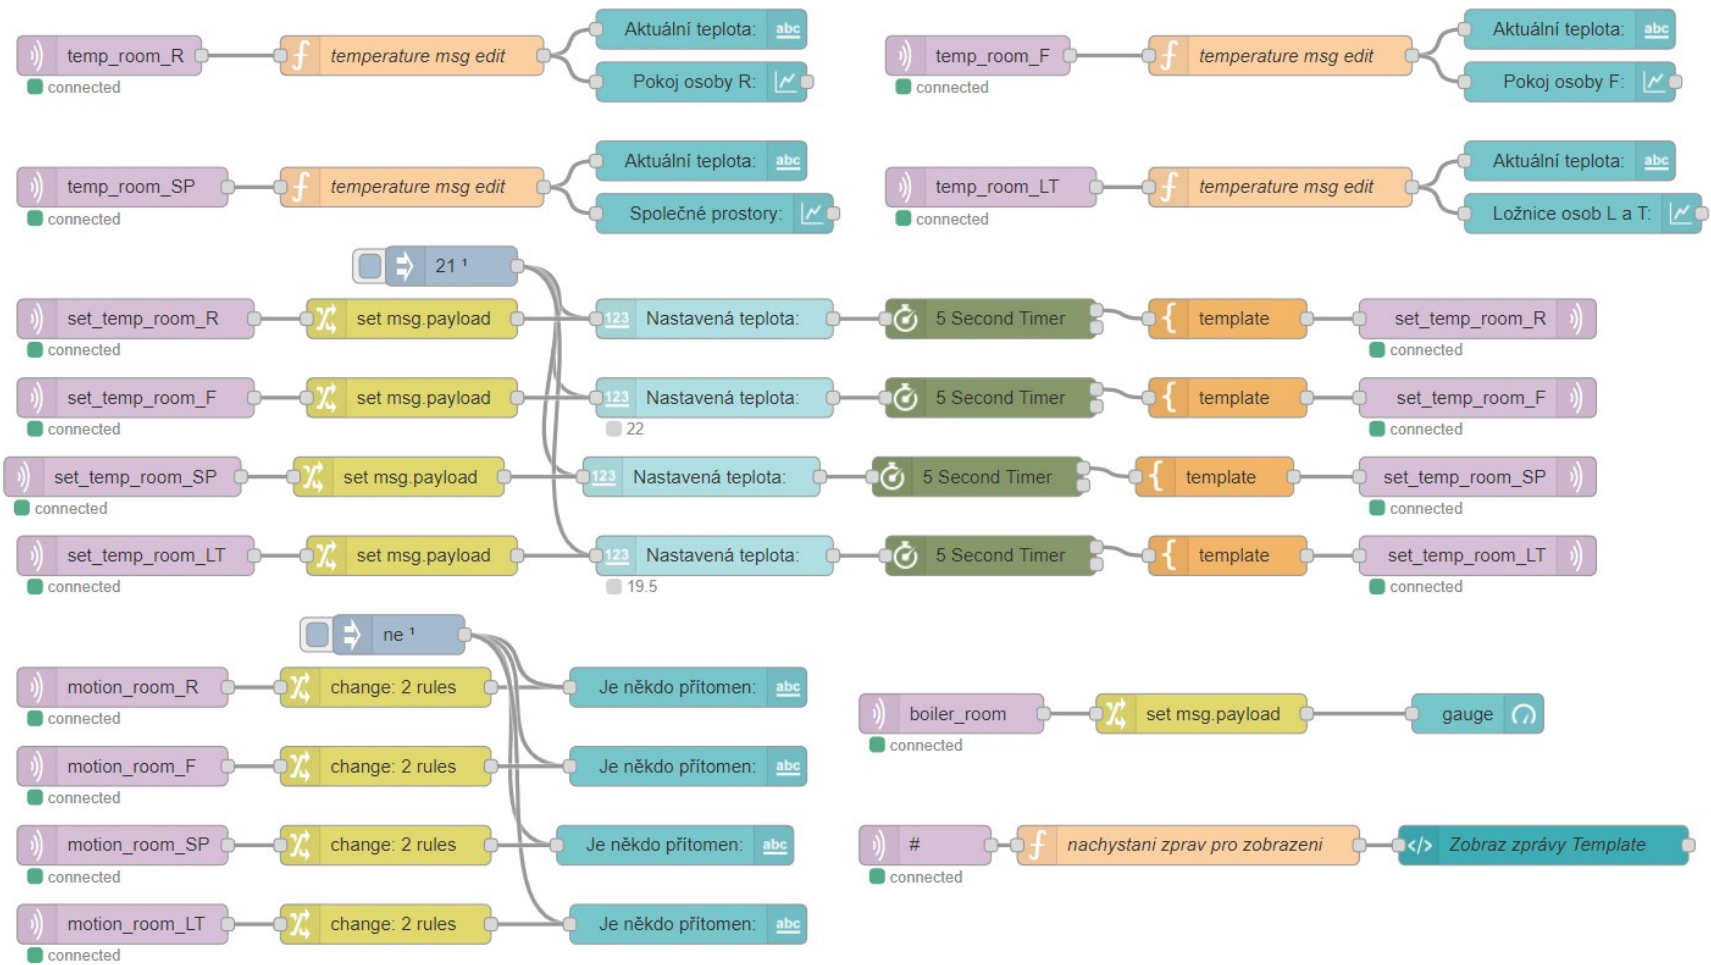 temp_room_R
connected
temperature msg edit
Aktuální teplota:
abc
Pokoj osoby R:
temp_room_F
connected
temperature msg edit
Aktuální teplota:
abc
Pokoj osoby F:
temp_room_SP
connected
temperature msg edit
Aktuální teplota:
abc
Společné prostory:
temp_room_LT
connected
temperature msg edit
Aktuální teplota:
abc
Ložnice osob L a T:
21 ¹
set_temp_room_R
connected
set msg.payload
123
Nastavená teplota:
5 Second Timer
template
set_temp_room_R
connected
set_temp_room_F
connected
set msg.payload
123
Nastavená teplota:
22
5 Second Timer
template
set_temp_room_F
connected
set_temp_room_SP
connected
set msg.payload
123
Nastavená teplota:
5 Second Timer
template
set_temp_room_SP
connected
set_temp_room_LT
connected
set msg.payload
123
Nastavená teplota:
19.5
5 Second Timer
template
set_temp_room_LT
connected
ne ¹
motion_room_R
connected
change: 2 rules
Je někdo přítomen:
abc
motion_room_F
connected
change: 2 rules
Je někdo přítomen:
abc
motion_room_SP
connected
change: 2 rules
Je někdo přítomen:
abc
motion_room_LT
connected
change: 2 rules
Je někdo přítomen:
abc
boiler_room
connected
set msg.payload
gauge
#
connected
nachystani zprav pro zobrazeni
</>
Zobraz zprávy Template